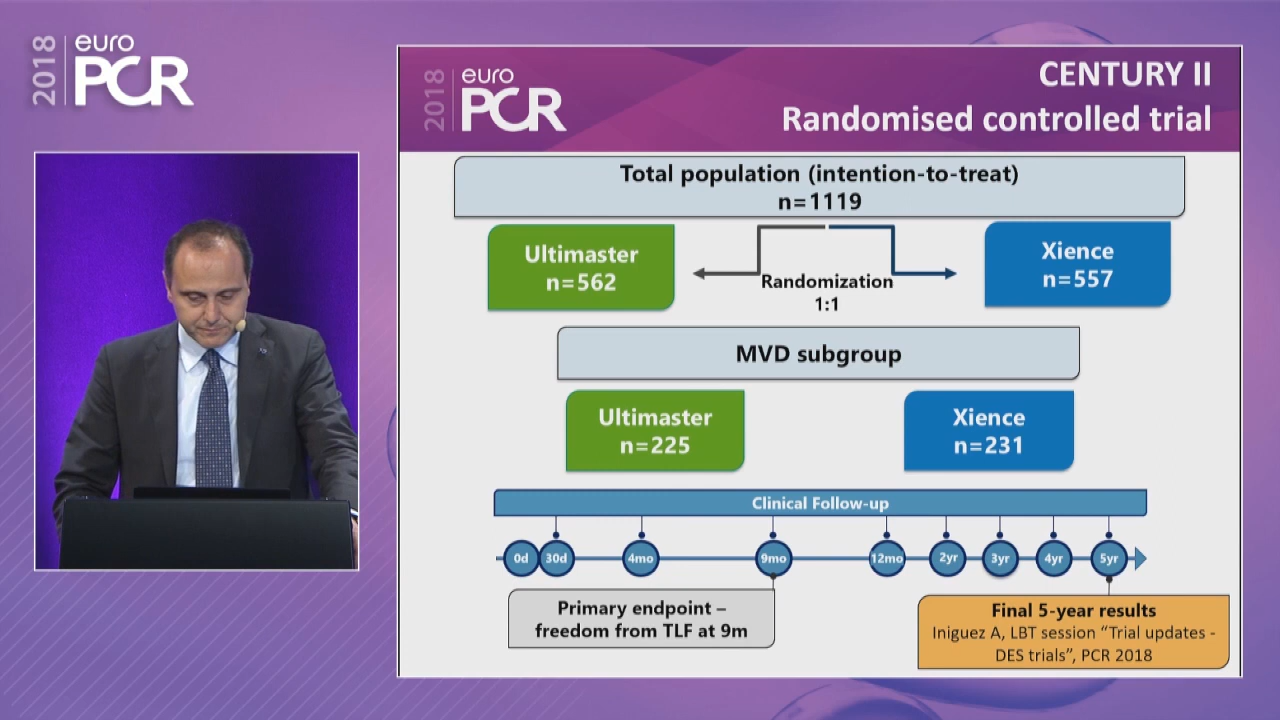 2018
euro
PCR
2018
euro
PCR
CENTURY II
Randomised controlled trial
Total population (intention-to-treat)
n=1119
Ultimaster
n=562
Randomization
1:1
Xience
n=557
MVD subgroup
Ultimaster
n=225
Xience
n=231
Clinical Follow-up
0d 30d 4mo 9mo 12mo 2yr 3yr 4yr 5yr
Primary endpoint –
freedom from TLF at 9m
Final 5-year results
Iniguez A, LBT session “Trial updates -
DES trials”, PCR 2018